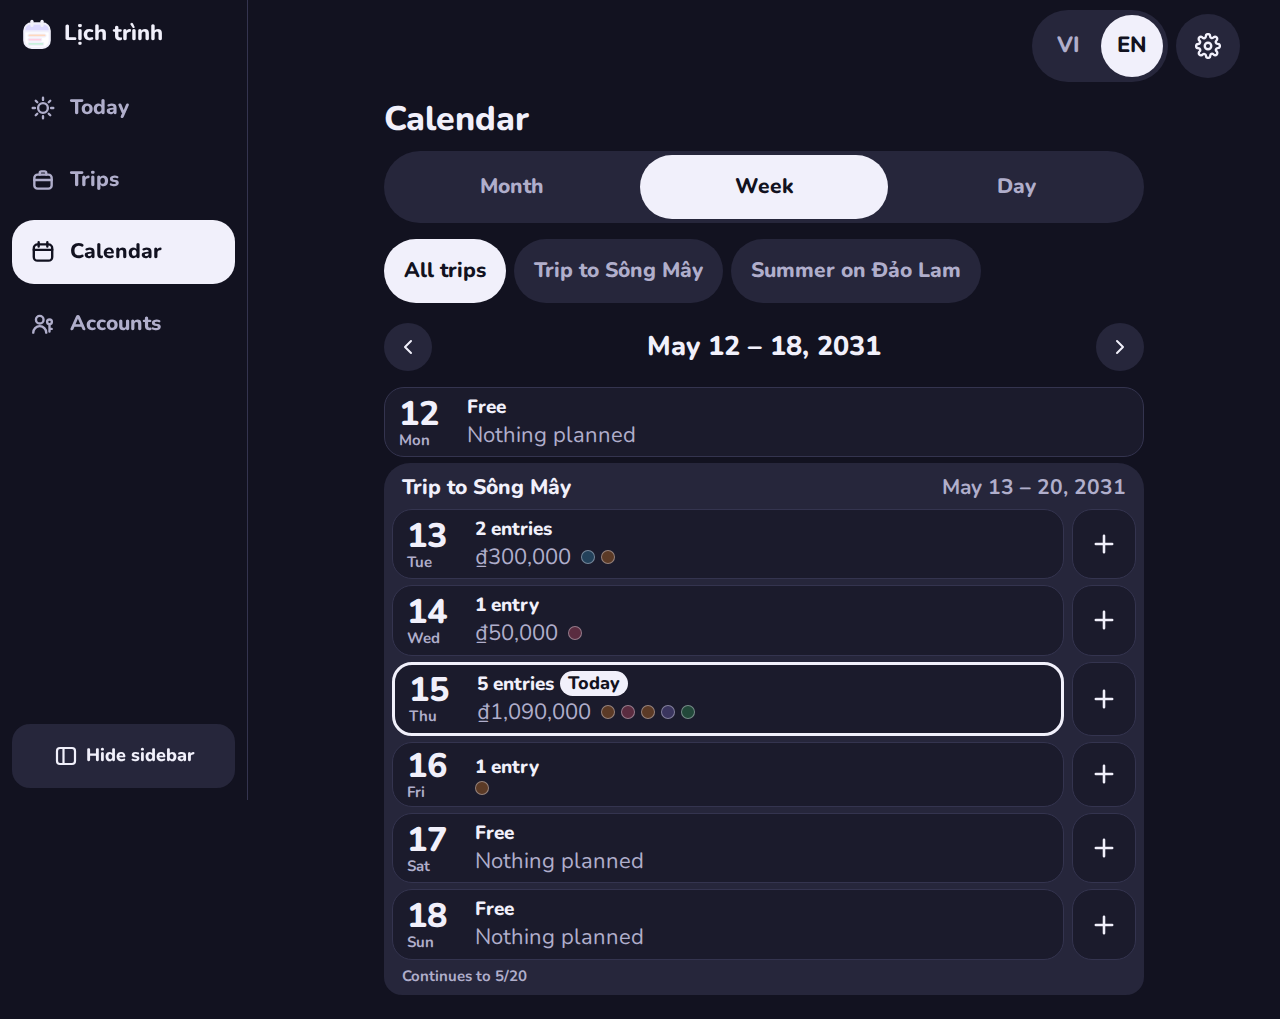 Lịch trình
VI
EN
Today
Trips
Calendar
Accounts
Hide sidebar
Calendar
Month
Week
Day
All trips
Trip to Sông Mây
Summer on Đảo Lam
May 12 – 18, 2031
12
Mon
Free
Nothing planned
Trip to Sông Mây
May 13 – 20, 2031
13
Tue
2 entries
₫300,000
14
Wed
1 entry
₫50,000
15
Thu
5 entries Today
₫1,090,000
16
Fri
1 entry
17
Sat
Free
Nothing planned
18
Sun
Free
Nothing planned
Continues to 5/20